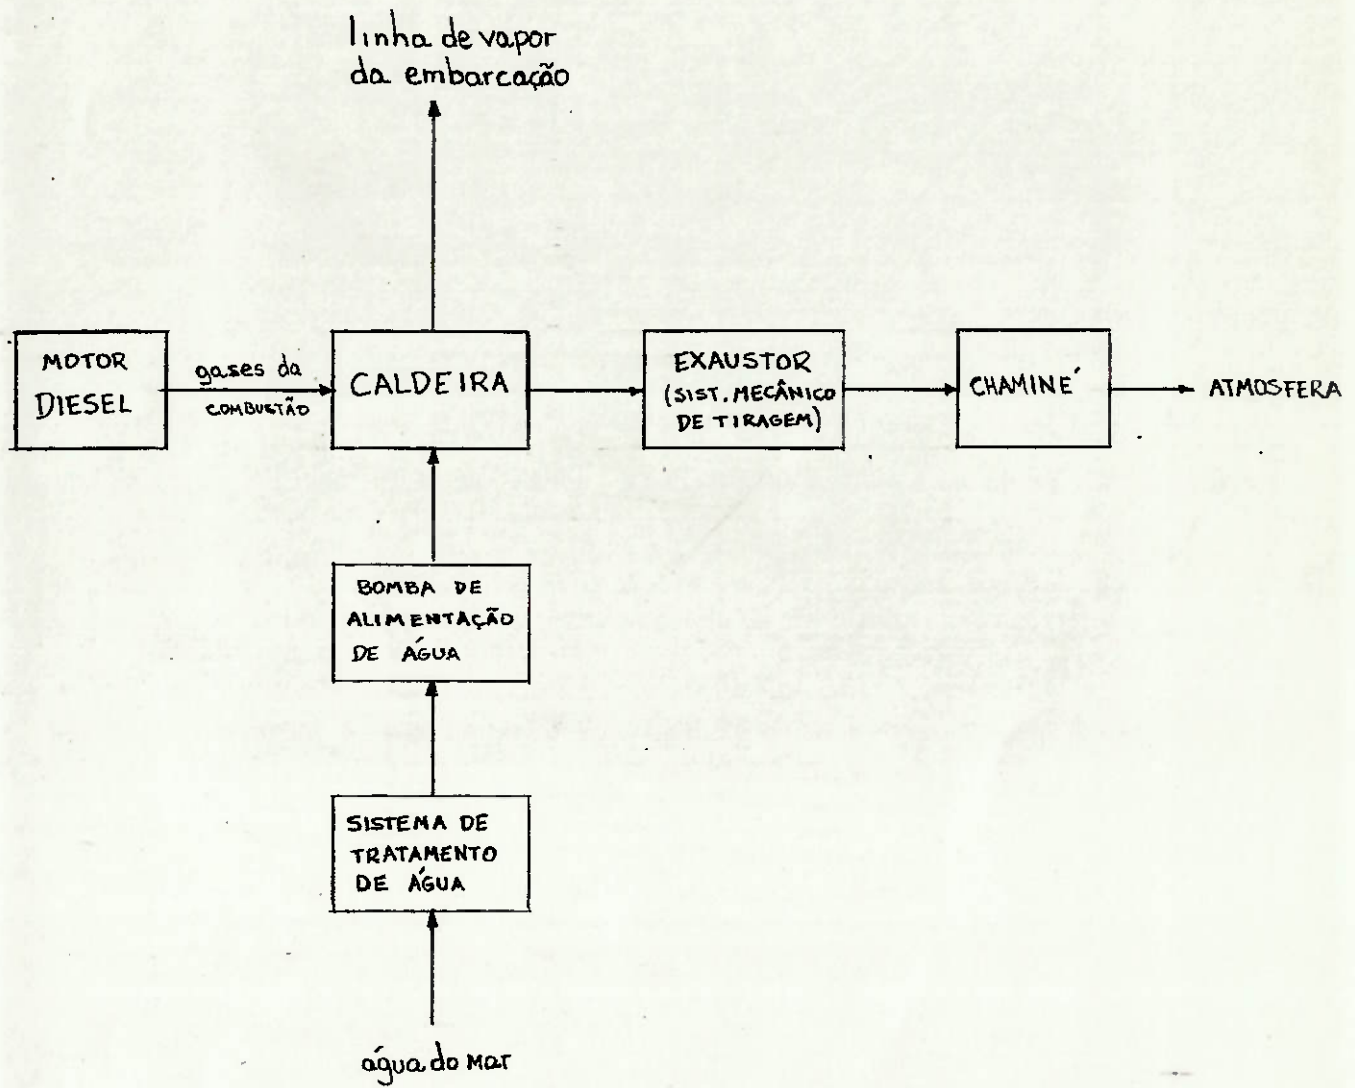 linha de vapor
da embarcação
MOTOR
DIESEL
gases da
COMBUSTÃO
CALDEIRA
EXAUSTOR
(SIST. MECÂNICO
DE TIRAGEM)
CHAMINÉ
ATMOSFERA
BOMBA DE
ALIMENTAÇÃO
DE ÁGUA
SISTEMA DE
TRATAMENTO
DE ÁGUA
água do mar